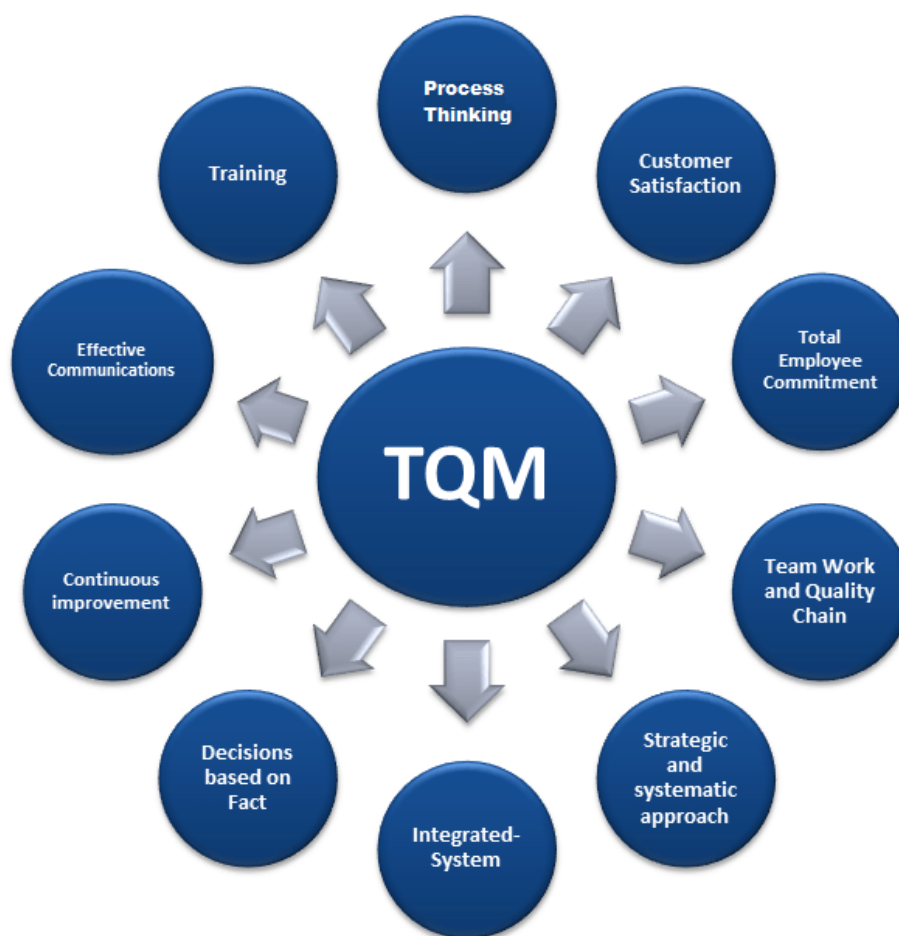 Process
Thinking
Customer
Satisfaction
Total
Employee
Commitment
Team Work
and Quality
Chain
Strategic
and
systematic
approach
Integrated-
System
Decisions
based on
Fact
Continuous
improvement
Effective
Communications
Training
TQM